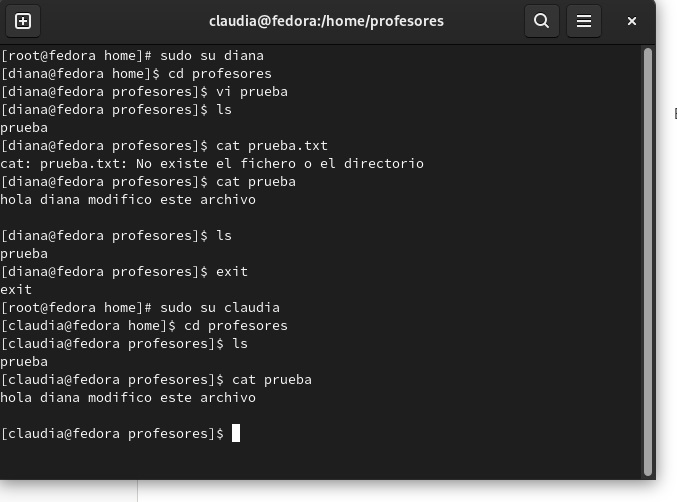 claudia@fedora:/home/profesores
[root@fedora home]# sudo su diana
[diana@fedora home]$ cd profesores
[diana@fedora profesores]$ vi prueba
[diana@fedora profesores]$ ls
prueba
[diana@fedora profesores]$ cat prueba.txt
cat: prueba.txt: No existe el fichero o el directorio
[diana@fedora profesores]$ cat prueba
hola diana modifico este archivo
[diana@fedora profesores]$ ls
prueba
[diana@fedora profesores]$ exit
exit
[root@fedora home]# sudo su claudia
[claudia@fedora home]$ cd profesores
[claudia@fedora profesores]$ ls
prueba
[claudia@fedora profesores]$ cat prueba
hola diana modifico este archivo
[claudia@fedora profesores]$